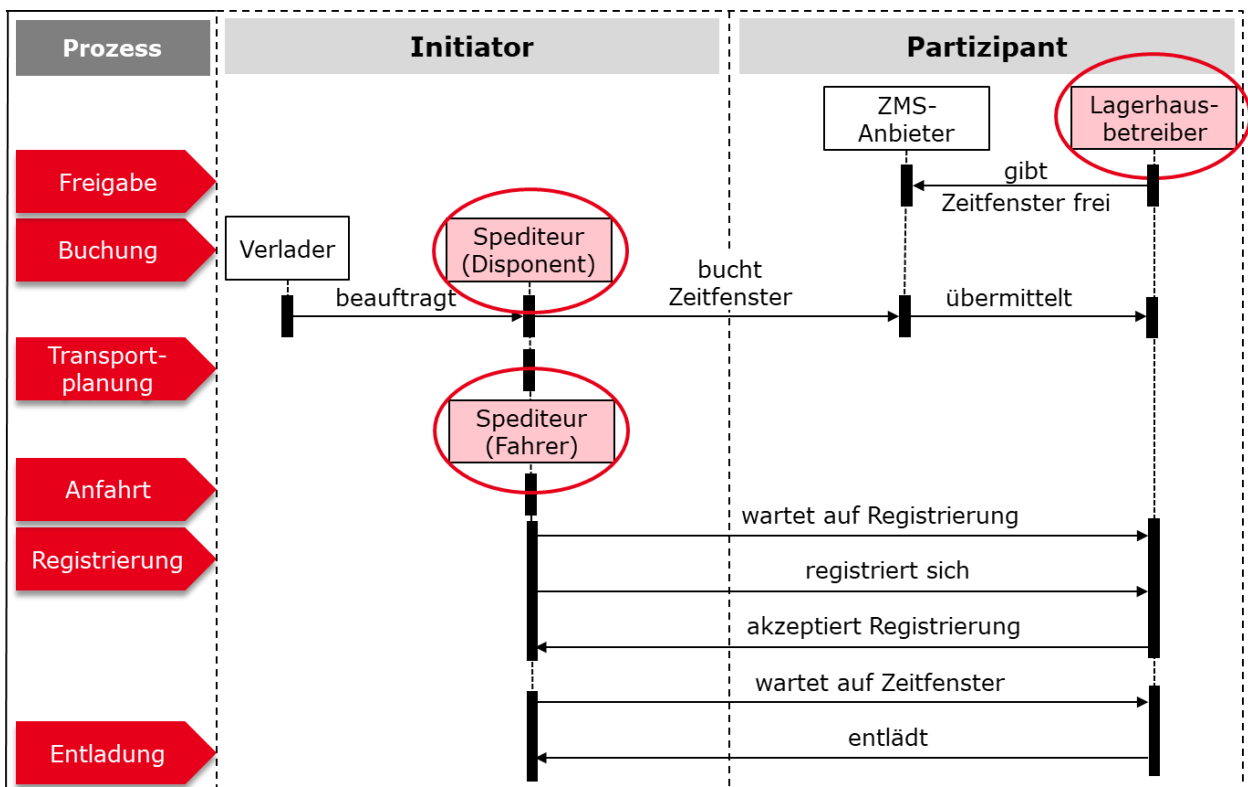 Prozess
Initiator
Partizipant
ZMS-
Anbieter
Lagerhaus-
betreiber
Freigabe
gibt
Zeitfenster frei
Buchung
Verlader
Spediteur
(Disponent)
beauftragt
bucht
Zeitfenster
übermittelt
Transport-
planung
Spediteur
(Fahrer)
Anfahrt
wartet auf Registrierung
Registrierung
registriert sich
akzeptiert Registrierung
wartet auf Zeitfenster
Entladung
entlädt